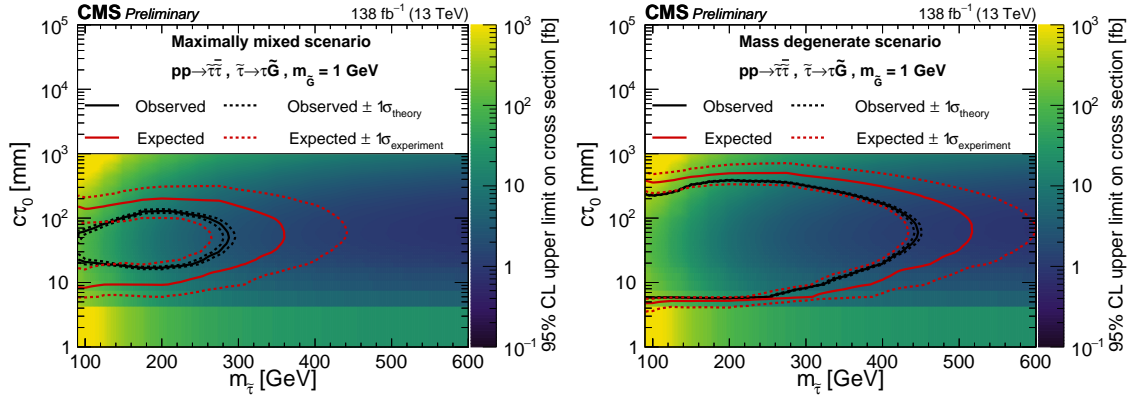 CMS Preliminary 138 fb⁻¹ (13 TeV)
Maximally mixed scenario
pp→τ̃τ̃̄ , τ̃→τG̃ , m_G̃ = 1 GeV
Observed Observed ± 1σ_theory
Expected Expected ± 1σ_experiment
cτ₀ [mm]
10⁵
10⁴
10³
10²
10
1
100 200 300 400 500 600
m_τ̃ [GeV]
10³
10²
10
1
10⁻¹
95% CL upper limit on cross section [fb]
CMS Preliminary 138 fb⁻¹ (13 TeV)
Mass degenerate scenario
pp→τ̃τ̃̄ , τ̃→τG̃ , m_G̃ = 1 GeV
Observed Observed ± 1σ_theory
Expected Expected ± 1σ_experiment
cτ₀ [mm]
10⁵
10⁴
10³
10²
10
1
100 200 300 400 500 600
m_τ̃ [GeV]
10³
10²
10
1
10⁻¹
95% CL upper limit on cross section [fb]